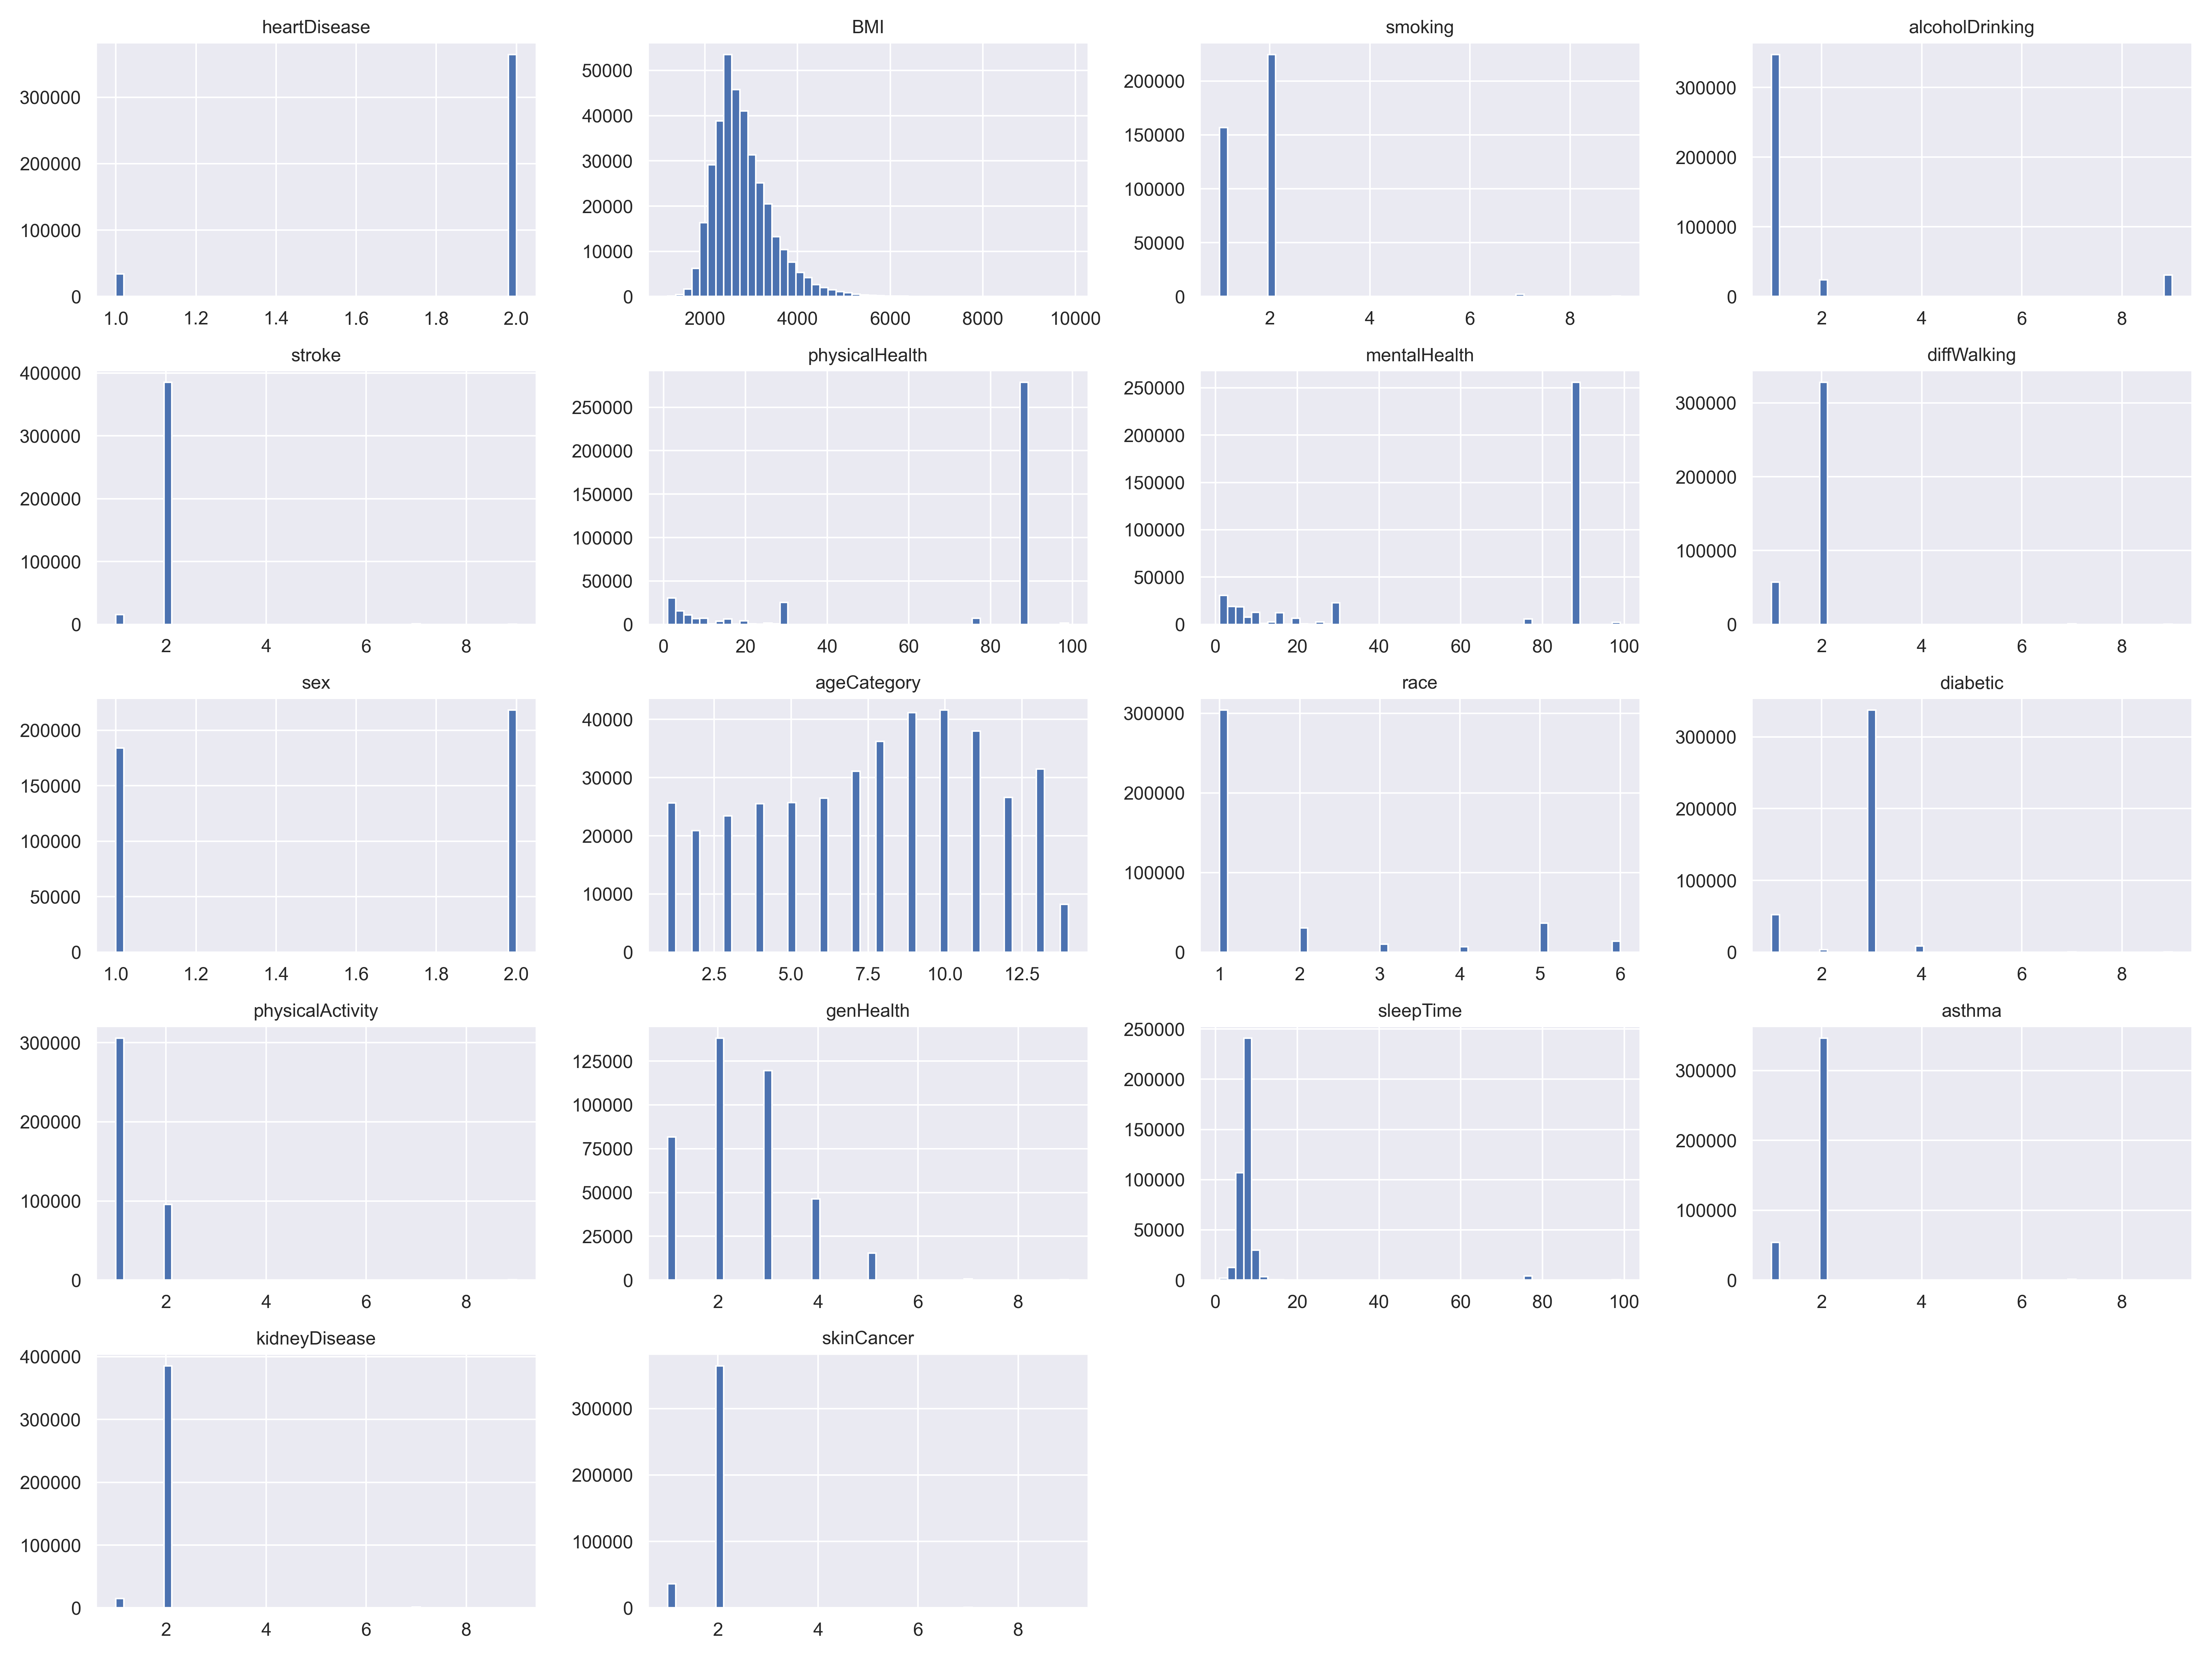 heartDisease BMI smoking alcoholDrinking
300000 50000 200000 300000
40000
200000 150000 200000
30000
100000
20000
100000 100000
50000
10000
0 0 0 0
1.0 1.2 1.4 1.6 1.8 2.0 2000 4000 6000 8000 10000 2 4 6 8 2 4 6 8
stroke physicalHealth mentalHealth diffWalking
400000 250000 250000 300000
300000 200000 200000
200000
150000 150000
200000
100000 100000
100000 100000
50000 50000
0 0 0 0
2 4 6 8 0 20 40 60 80 100 0 20 40 60 80 100 2 4 6 8
sex ageCategory race diabetic
200000 40000 300000 300000
150000 30000
200000 200000
100000 20000
100000 100000
50000 10000
0 0 0 0
1.0 1.2 1.4 1.6 1.8 2.0 2.5 5.0 7.5 10.0 12.5 1 2 3 4 5 6 2 4 6 8
physicalActivity genHealth sleepTime asthma
300000 125000 250000 300000
100000 200000
200000 200000
75000 150000
50000 100000
100000 100000
25000 50000
0 0 0 0
2 4 6 8 2 4 6 8 0 20 40 60 80 100 2 4 6 8
kidneyDisease skinCancer
400000
300000 300000
200000 200000
100000 100000
0 0
2 4 6 8 2 4 6 8